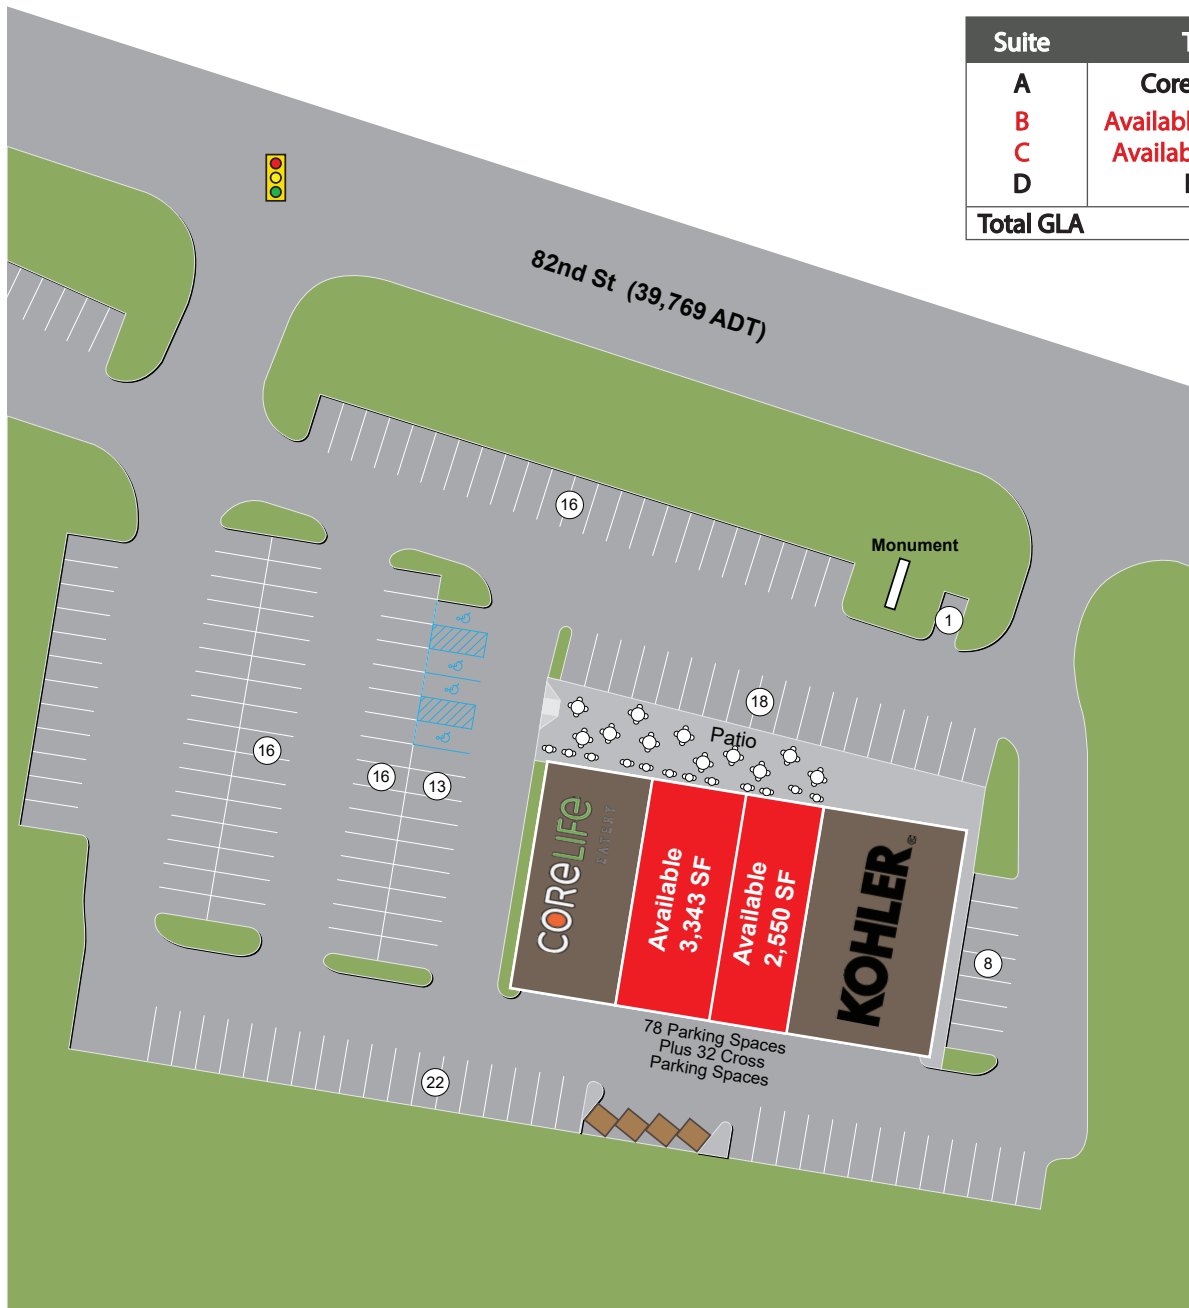 Suite
A
Core
B
Availabl
C
Availab
D
Total GLA
82nd St (39,769 ADT)
16
Monument
1
18
Patio
16
16
13
CORELIFE
EATERY
Available
3,343 SF
Available
2,550 SF
KOHLER®
8
78 Parking Spaces
Plus 32 Cross
Parking Spaces
22